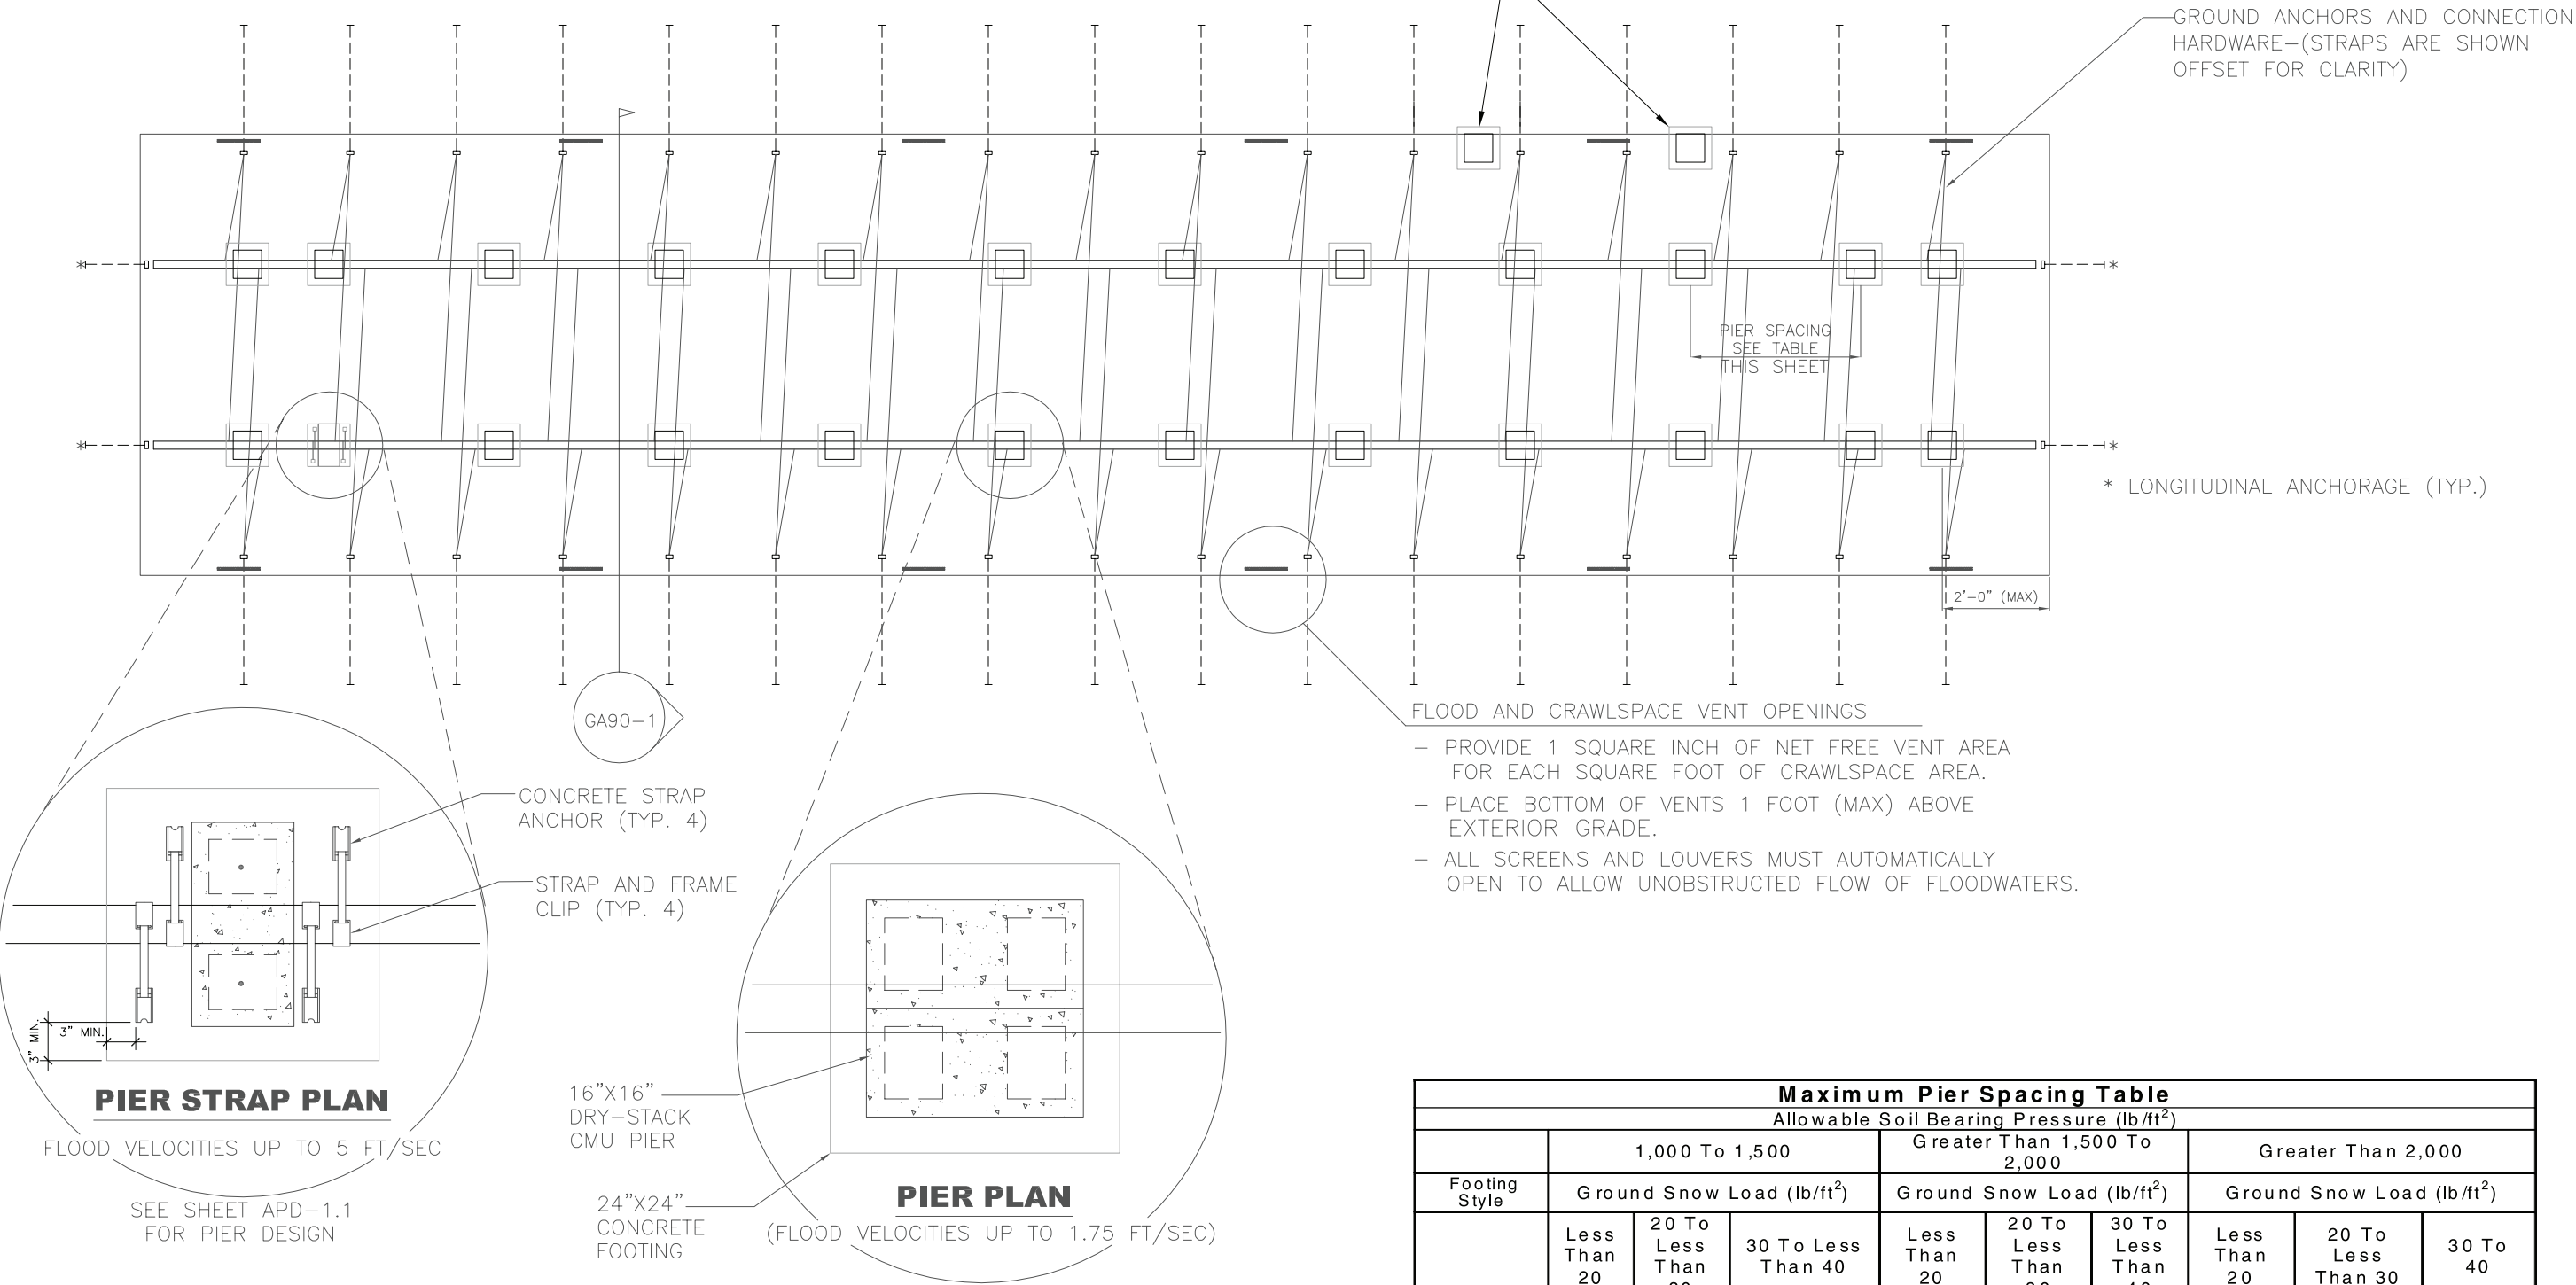 GROUND ANCHORS AND CONNECTION
HARDWARE-(STRAPS ARE SHOWN
OFFSET FOR CLARITY)
PIER SPACING
SEE TABLE
THIS SHEET
* LONGITUDINAL ANCHORAGE (TYP.)
2'-0" (MAX)
GA90-1
FLOOD AND CRAWLSPACE VENT OPENINGS
- PROVIDE 1 SQUARE INCH OF NET FREE VENT AREA
FOR EACH SQUARE FOOT OF CRAWLSPACE AREA.
- PLACE BOTTOM OF VENTS 1 FOOT (MAX) ABOVE
EXTERIOR GRADE.
- ALL SCREENS AND LOUVERS MUST AUTOMATICALLY
OPEN TO ALLOW UNOBSTRUCTED FLOW OF FLOODWATERS.
CONCRETE STRAP
ANCHOR (TYP. 4)
STRAP AND FRAME
CLIP (TYP. 4)
3" MIN.
3" MIN.
PIER STRAP PLAN
FLOOD VELOCITIES UP TO 5 FT/SEC
SEE SHEET APD-1.1
FOR PIER DESIGN
16"X16"
DRY-STACK
CMU PIER
24"X24"
CONCRETE
FOOTING
PIER PLAN
(FLOOD VELOCITIES UP TO 1.75 FT/SEC)
Maximum Pier Spacing Table
Allowable Soil Bearing Pressure (lb/ft²)
1,000 To 1,500
Greater Than 1,500 To
2,000
Greater Than 2,000
Footing
Style
Ground Snow Load (lb/ft²)
Ground Snow Load (lb/ft²)
Ground Snow Load (lb/ft²)
Less
Than
20
20 To
Less
Than
30 To Less
Than 40
Less
Than
20
20 To
Less
Than
30 To
Less
Than
Less
Than
20
20 To
Less
Than 30
30 To
40